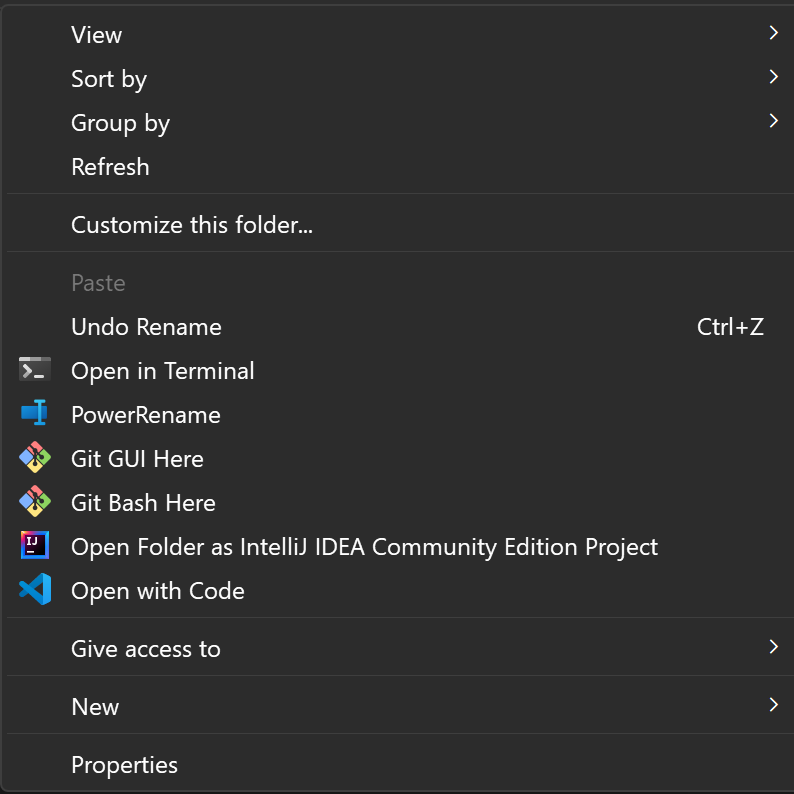 View
Sort by
Group by
Refresh
Customize this folder...
Paste
Undo Rename Ctrl+Z
Open in Terminal
PowerRename
Git GUI Here
Git Bash Here
Open Folder as IntelliJ IDEA Community Edition Project
Open with Code
Give access to
New
Properties